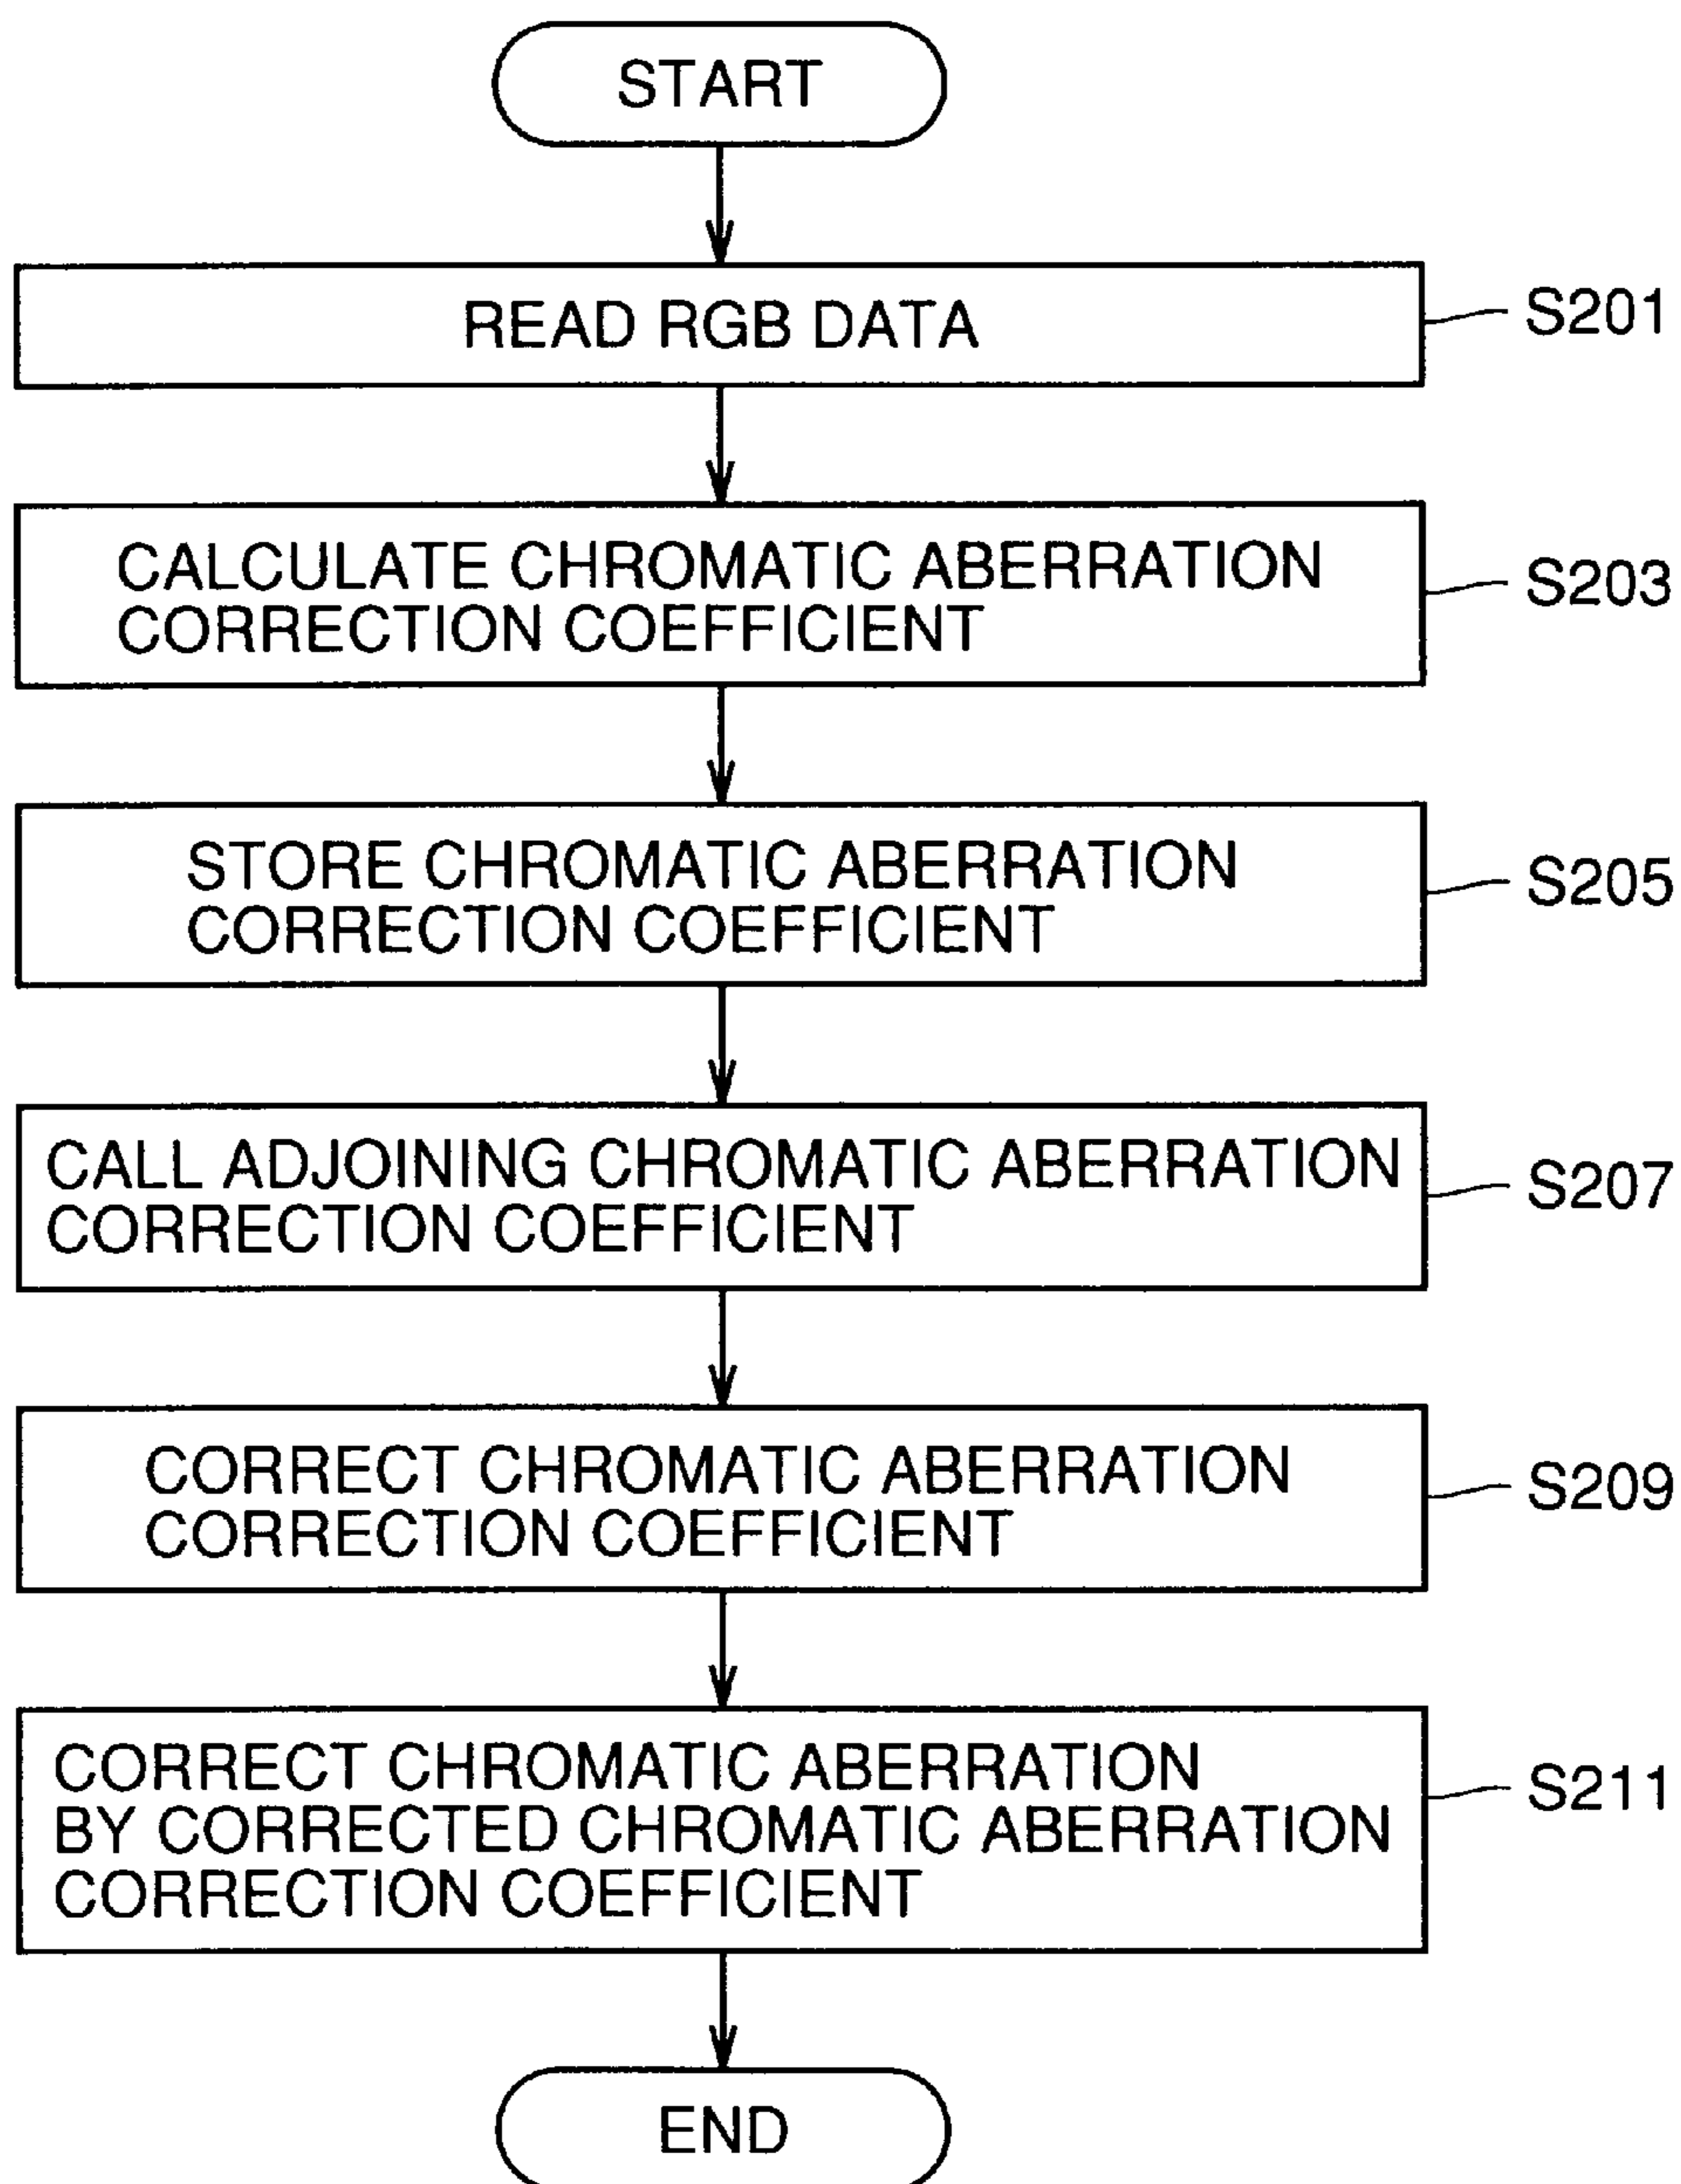 START
READ RGB DATA
S201
CALCULATE CHROMATIC ABERRATION
CORRECTION COEFFICIENT
S203
STORE CHROMATIC ABERRATION
CORRECTION COEFFICIENT
S205
CALL ADJOINING CHROMATIC ABERRATION
CORRECTION COEFFICIENT
S207
CORRECT CHROMATIC ABERRATION
CORRECTION COEFFICIENT
S209
CORRECT CHROMATIC ABERRATION
BY CORRECTED CHROMATIC ABERRATION
CORRECTION COEFFICIENT
S211
END